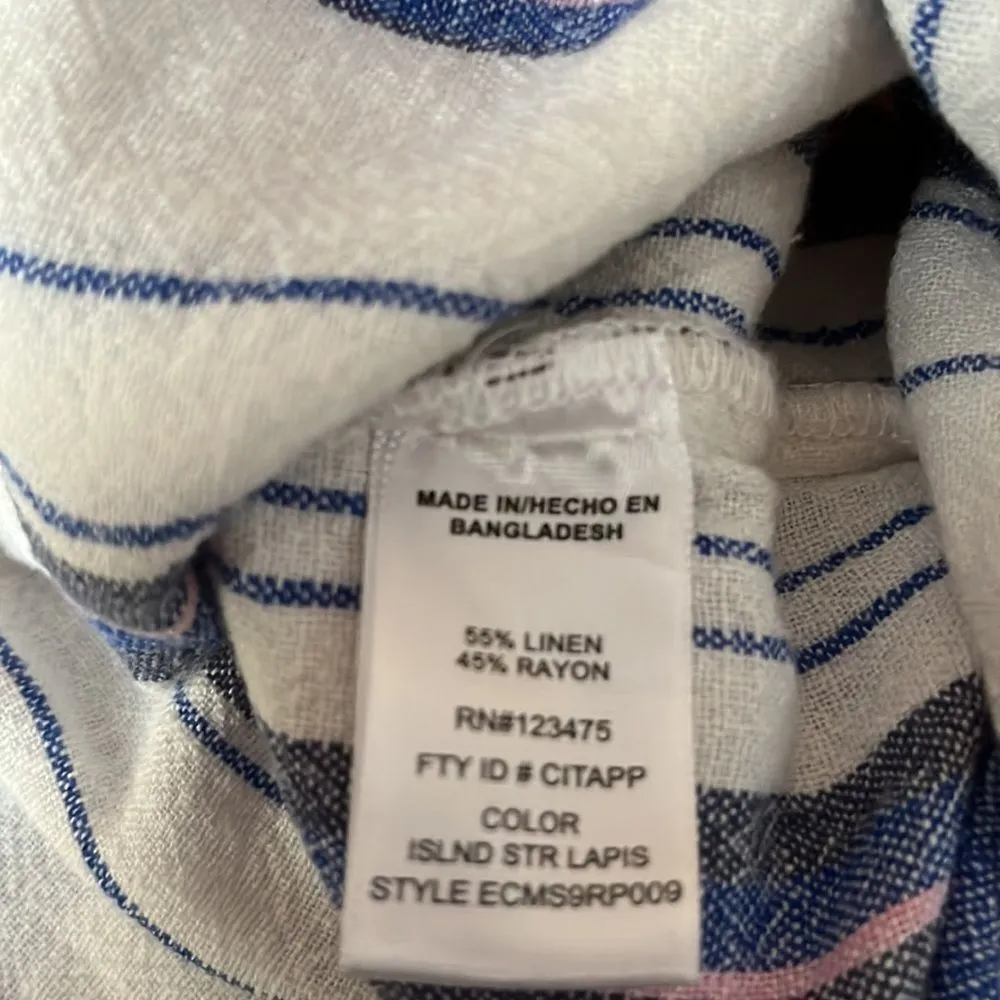 MADE IN/HECHO EN
BANGLADESH
55% LINEN
45% RAYON
RN#123475
FTY ID # CITAPP
COLOR
ISLND STR LAPIS
STYLE ECMS9RP009